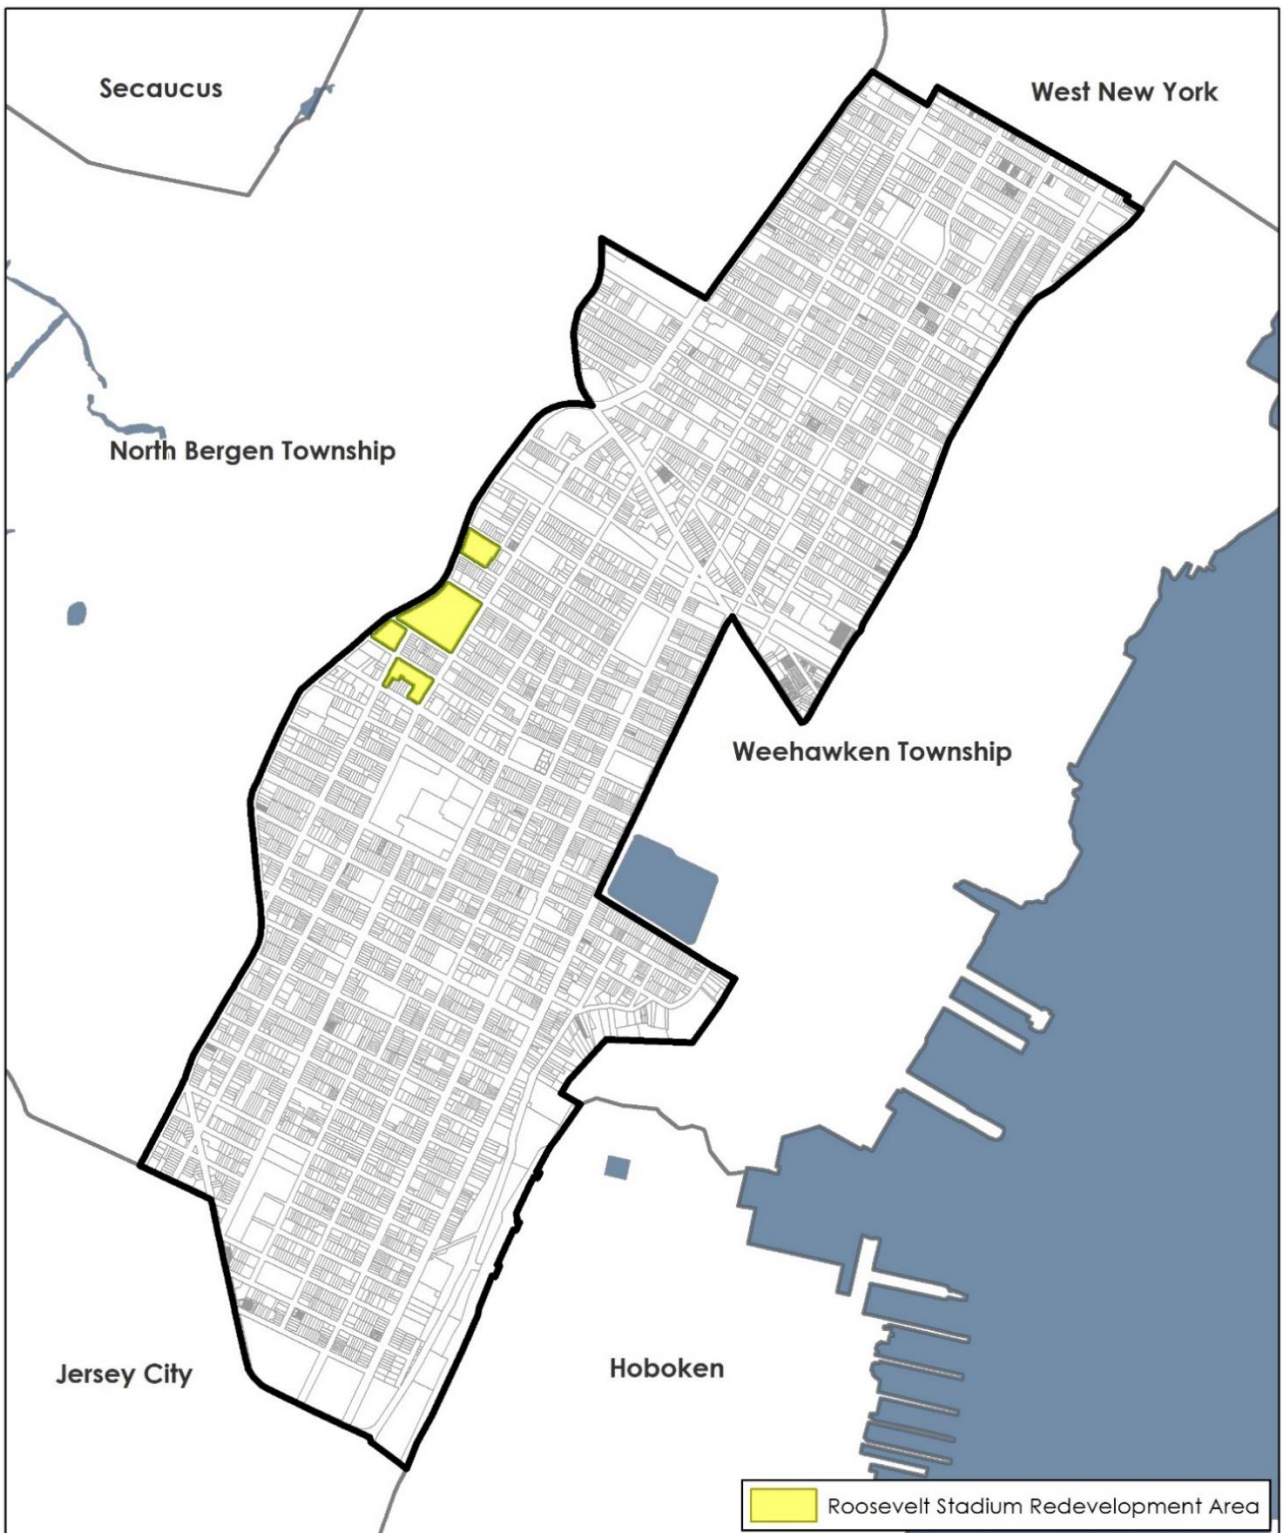 Secaucus
West New York
North Bergen Township
Weehawken Township
Jersey City
Hoboken
Roosevelt Stadium Redevelopment Area